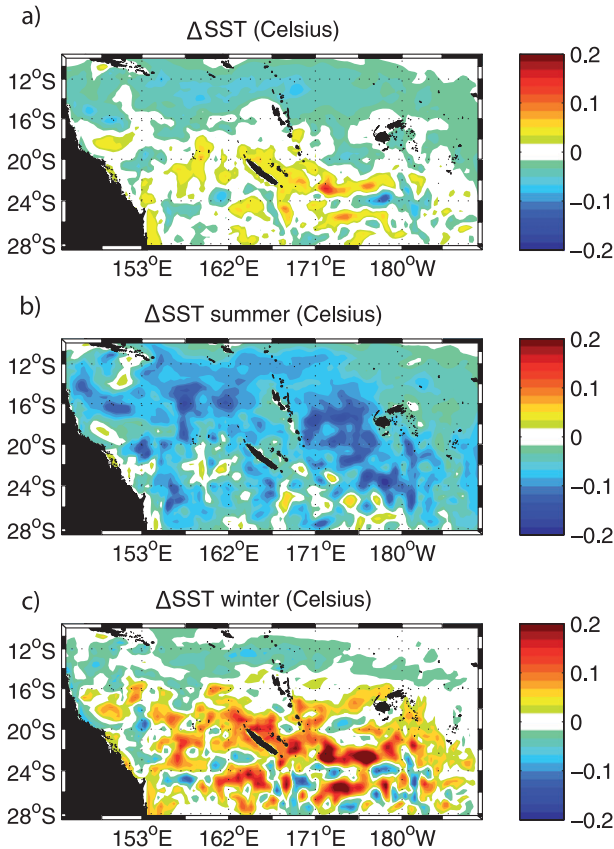 a)
ΔSST (Celsius)
12°S
16°S
20°S
24°S
28°S
153°E 162°E 171°E 180°W
0.2
0.1
0
−0.1
−0.2
b)
ΔSST summer (Celsius)
12°S
16°S
20°S
24°S
28°S
153°E 162°E 171°E 180°W
0.2
0.1
0
−0.1
−0.2
c)
ΔSST winter (Celsius)
12°S
16°S
20°S
24°S
28°S
153°E 162°E 171°E 180°W
0.2
0.1
0
−0.1
−0.2